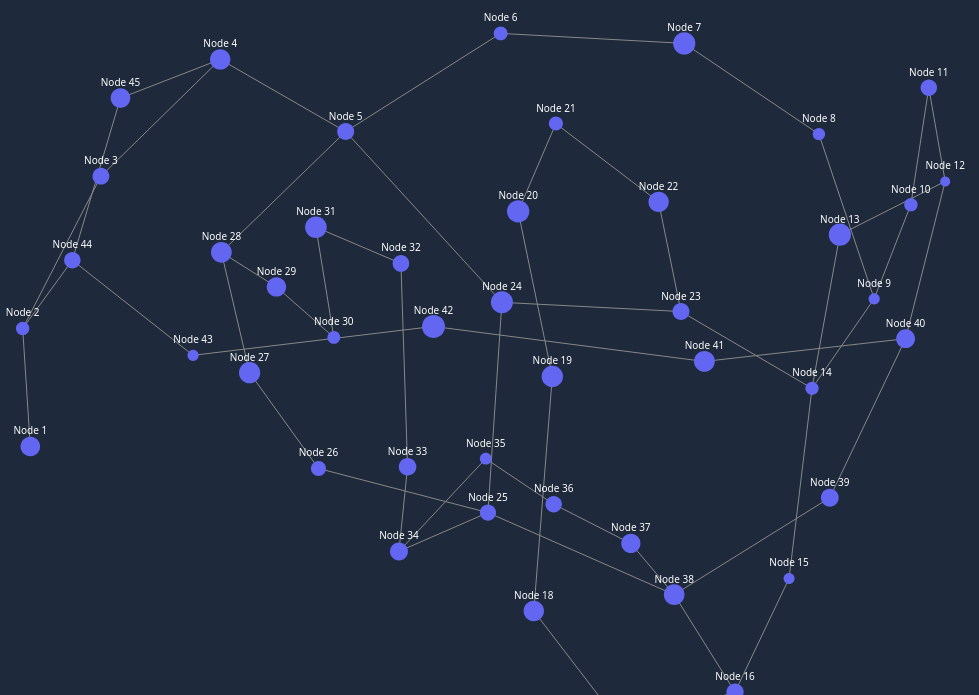 Node 6
Node 7
Node 4
Node 11
Node 45
Node 21
Node 5
Node 8
Node 3
Node 12
Node 22
Node 10
Node 20
Node 31
Node 13
Node 28
Node 44
Node 32
Node 29
Node 9
Node 24
Node 23
Node 2
Node 42
Node 30
Node 40
Node 43
Node 41
Node 27
Node 19
Node 14
Node 1
Node 35
Node 33
Node 26
Node 39
Node 36
Node 25
Node 37
Node 34
Node 15
Node 38
Node 18
Node 16